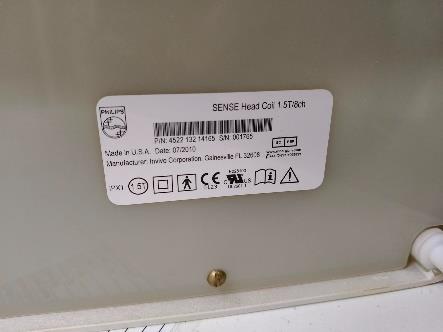 PHILIPS
SENSE Head Coil 1.5T/8ch
P/N: 4522 132 14165 S/N: 001765
Made in U.S.A. Date: 07/2010
Manufacturer: Invivo Corporation, Gainesville FL 32608
IPX1 1.5T